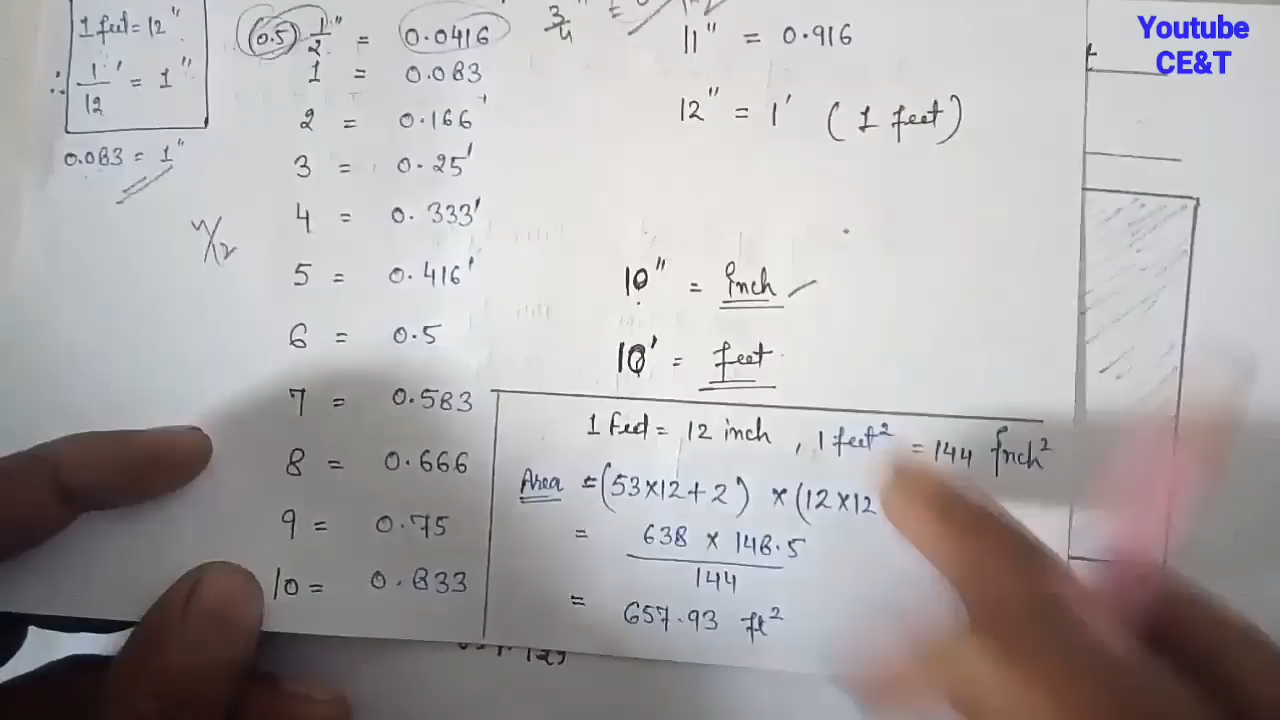 1 feet = 12"
∴ 1/12' = 1"
0.083 = 1"
(0.5) 1/2" = 0.0416
1 = 0.083
2 = 0.166'
3 = 0.25'
4 = 0.333'
5 = 0.416'
6 = 0.5
7 = 0.583
8 = 0.666
9 = 0.75
10 = 0.833
3/4" =
11" = 0.916
12" = 1' (1 feet)
10" = Inch
10' = feet
1 feet = 12 inch, 1 feet² = 144 Inch²
Area = (53×12+2) × (12×12
= 638 × 148.5
144
= 657.93 ft²
Youtube
CE&T